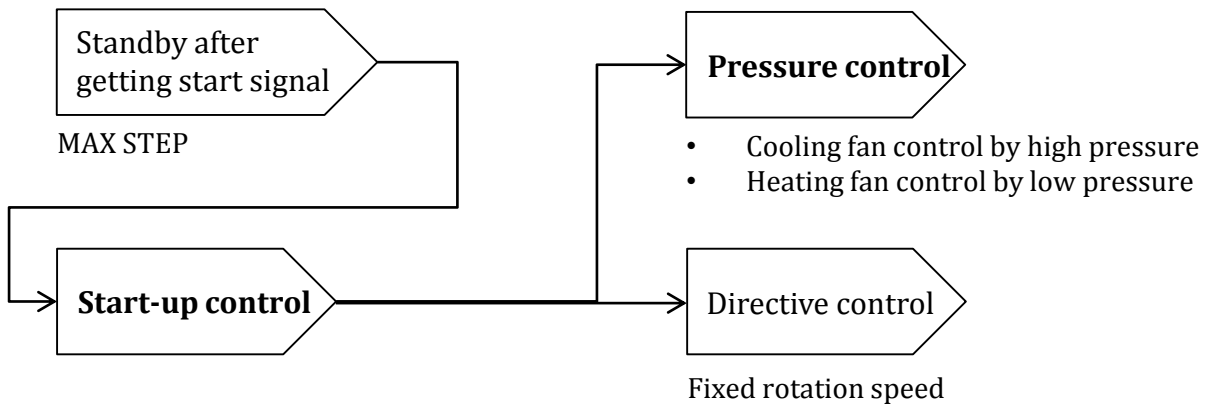 Standby after
getting start signal
MAX STEP
Pressure control
• Cooling fan control by high pressure
• Heating fan control by low pressure
Start-up control
Directive control
Fixed rotation speed